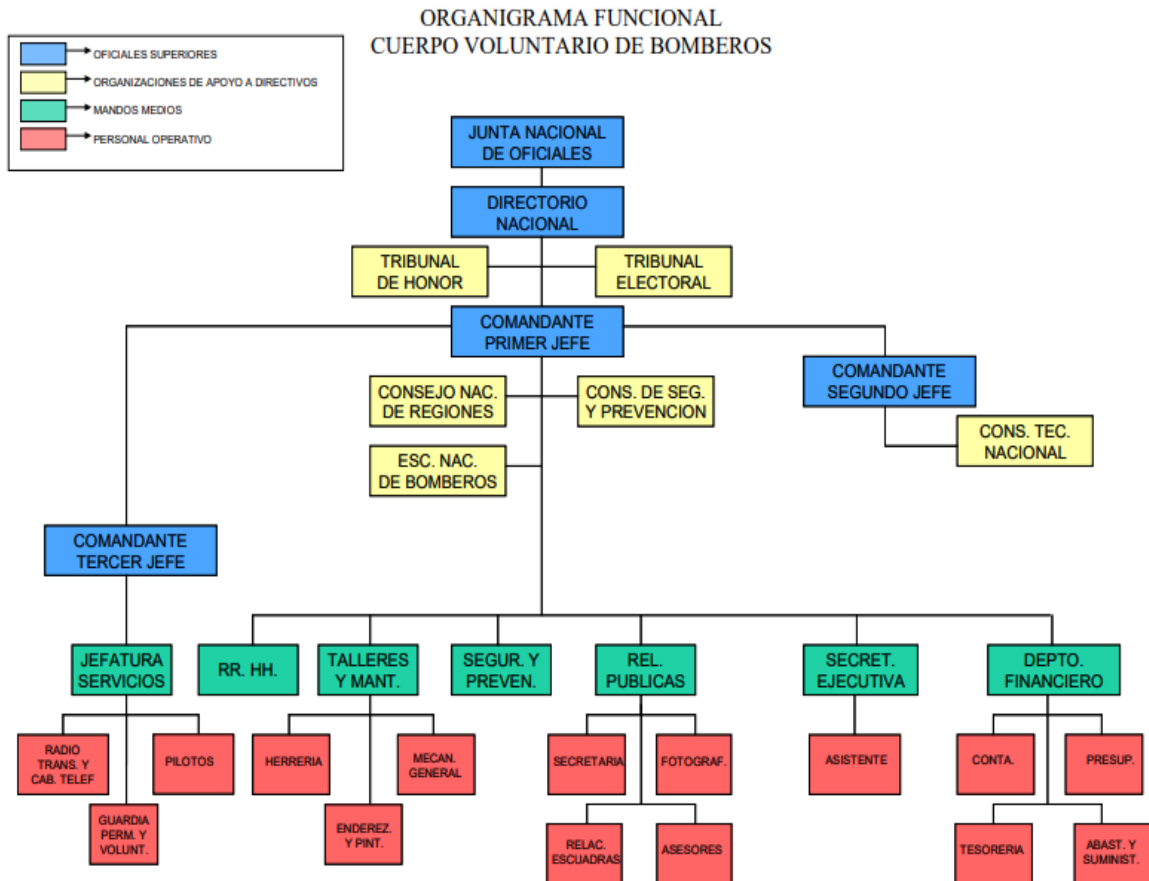 ORGANIGRAMA FUNCIONAL
CUERPO VOLUNTARIO DE BOMBEROS
OFICIALES SUPERIORES
ORGANIZACIONES DE APOYO A DIRECTIVOS
MANDOS MEDIOS
PERSONAL OPERATIVO
JUNTA NACIONAL
DE OFICIALES
DIRECTORIO
NACIONAL
TRIBUNAL
DE HONOR
TRIBUNAL
ELECTORAL
COMANDANTE
PRIMER JEFE
COMANDANTE
SEGUNDO JEFE
CONSEJO NAC.
DE REGIONES
CONS. DE SEG.
Y PREVENCION
CONS. TEC.
NACIONAL
ESC. NAC.
DE BOMBEROS
COMANDANTE
TERCER JEFE
JEFATURA
SERVICIOS
RR. HH.
TALLERES
Y MANT.
SEGUR. Y
PREVEN.
REL.
PUBLICAS
SECRET.
EJECUTIVA
DEPTO.
FINANCIERO
RADIO
TRANS. Y
CAB. TELEF
PILOTOS
HERRERIA
MECAN.
GENERAL
SECRETARIA
FOTOGRAF.
ASISTENTE
CONTA.
PRESUP.
GUARDIA
PERM. Y
VOLUNT.
ENDEREZ.
Y PINT.
RELAC.
ESCUADRAS
ASESORES
TESORERIA
ABAST. Y
SUMINIST.